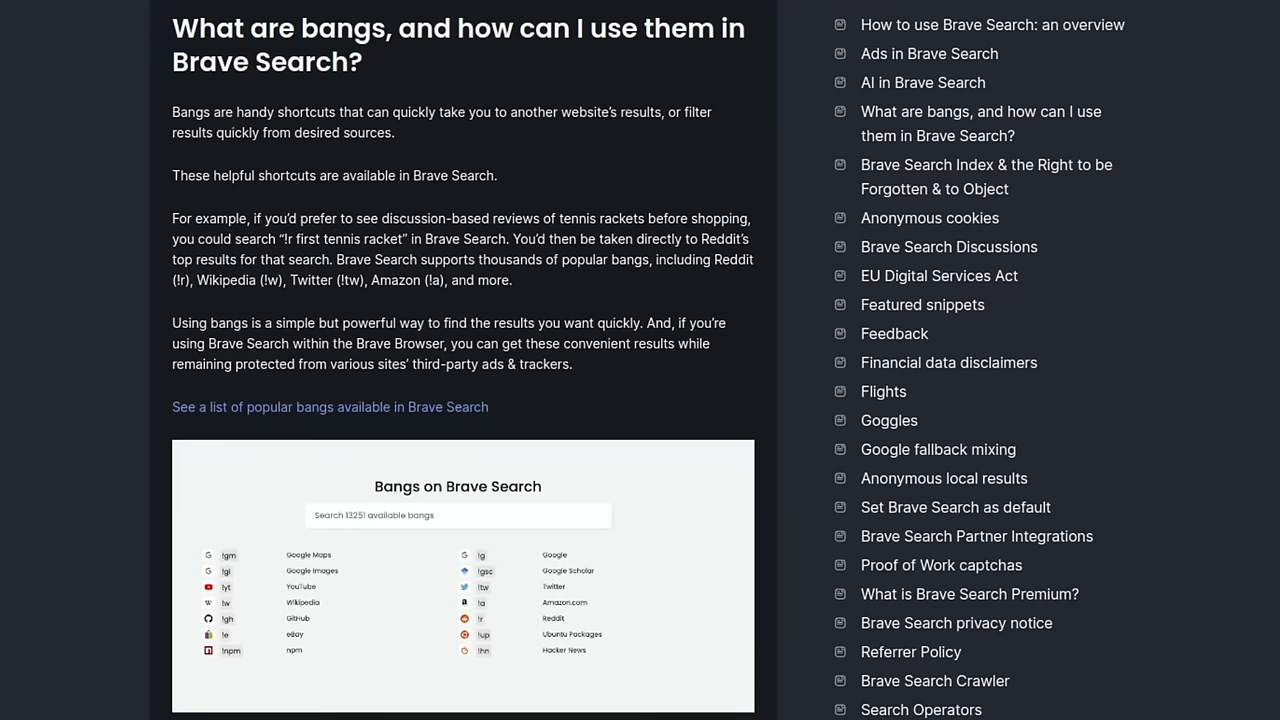 What are bangs, and how can I use them in
Brave Search?
Bangs are handy shortcuts that can quickly take you to another website's results, or filter
results quickly from desired sources.
These helpful shortcuts are available in Brave Search.
For example, if you'd prefer to see discussion-based reviews of tennis rackets before shopping,
you could search “!r first tennis racket” in Brave Search. You'd then be taken directly to Reddit's
top results for that search. Brave Search supports thousands of popular bangs, including Reddit
(!r), Wikipedia (!w), Twitter (!tw), Amazon (!a), and more.
Using bangs is a simple but powerful way to find the results you want quickly. And, if you're
using Brave Search within the Brave Browser, you can get these convenient results while
remaining protected from various sites' third-party ads & trackers.
See a list of popular bangs available in Brave Search
Bangs on Brave Search
Search 13251 available bangs
!gm Google Maps !g Google
!gi Google Images !gsc Google Scholar
!yt YouTube !tw Twitter
!w Wikipedia !a Amazon.com
!gh GitHub !r Reddit
!e eBay !up Ubuntu Packages
!npm npm !hn Hacker News
How to use Brave Search: an overview
Ads in Brave Search
AI in Brave Search
What are bangs, and how can I use
them in Brave Search?
Brave Search Index & the Right to be
Forgotten & to Object
Anonymous cookies
Brave Search Discussions
EU Digital Services Act
Featured snippets
Feedback
Financial data disclaimers
Flights
Goggles
Google fallback mixing
Anonymous local results
Set Brave Search as default
Brave Search Partner Integrations
Proof of Work captchas
What is Brave Search Premium?
Brave Search privacy notice
Referrer Policy
Brave Search Crawler
Search Operators